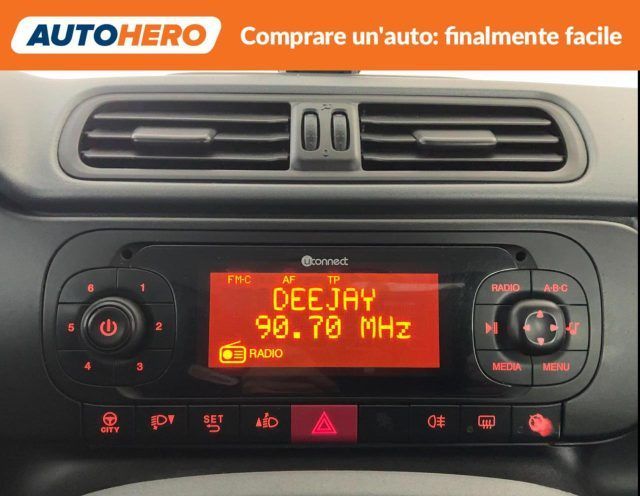 AUTOHERO
Comprare un'auto: finalmente facile
uconnect
FM-C AF TP
DEEJAY
90.70 MHz
RADIO
6 1
5 2
4 3
RADIO A·B·C
MEDIA MENU
CITY
SET